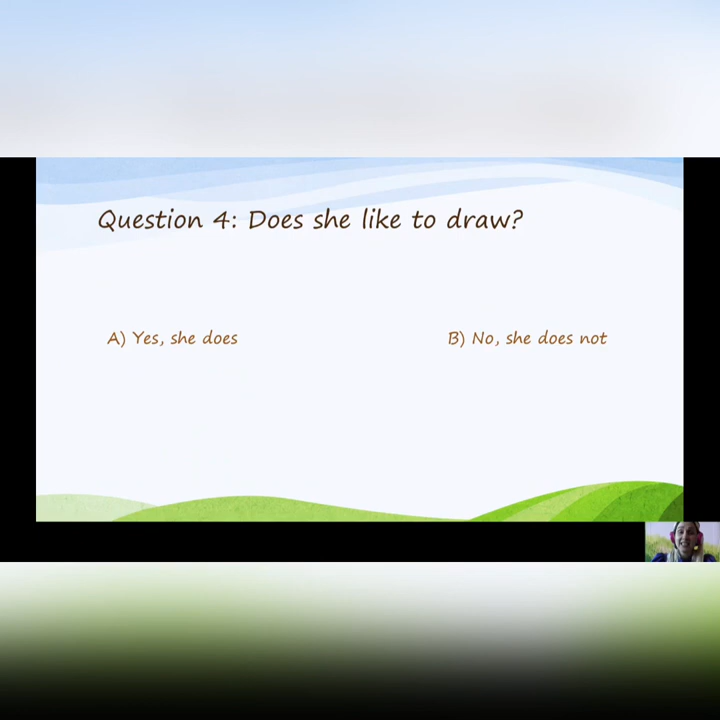 Question 4: Does she like to draw?
A) Yes, she does
B) No, she does not